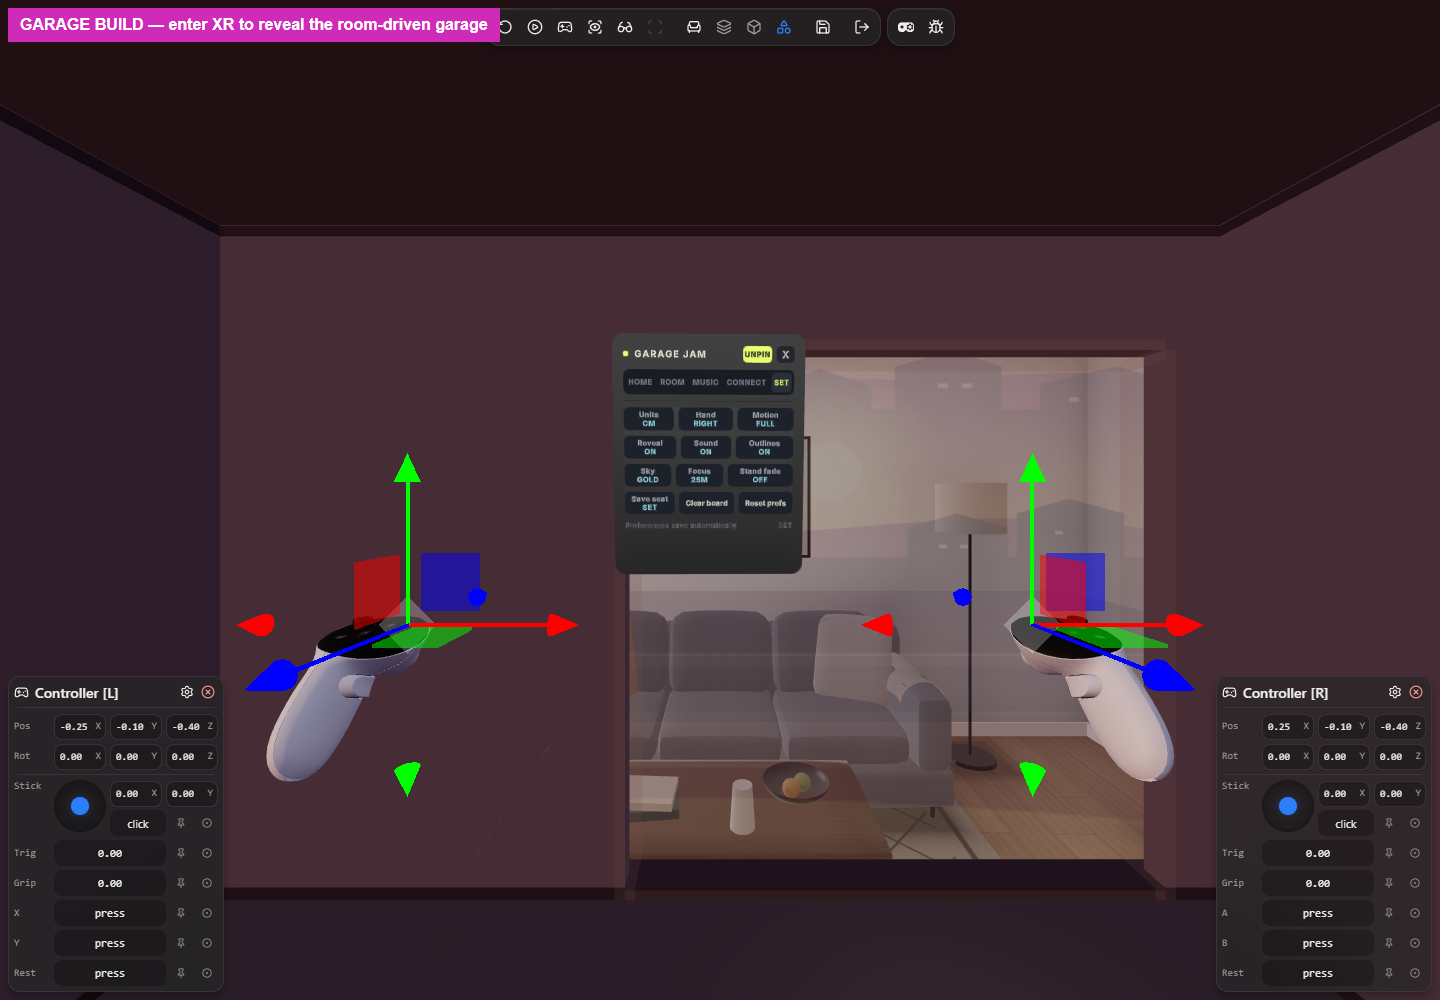 GARAGE BUILD — enter XR to reveal the room-driven garage
GARAGE JAM
UNPIN
X
HOME
ROOM
MUSIC
CONNECT
SET
Units
CM
Hand
RIGHT
Motion
FULL
Reveal
ON
Sound
ON
Outlines
ON
Sky
GOLD
Focus
25M
Stand fade
OFF
Save seat
SET
Clear board
Reset prefs
Preferences save automatically
SET
Controller [L]
Pos
-0.25 X
-0.10 Y
-0.40 Z
Rot
0.00 X
0.00 Y
0.00 Z
Stick
0.00 X
0.00 Y
click
Trig
0.00
Grip
0.00
X
press
Y
press
Rest
press
Controller [R]
Pos
0.25 X
-0.10 Y
-0.40 Z
Rot
0.00 X
0.00 Y
0.00 Z
Stick
0.00 X
0.00 Y
click
Trig
0.00
Grip
0.00
A
press
B
press
Rest
press